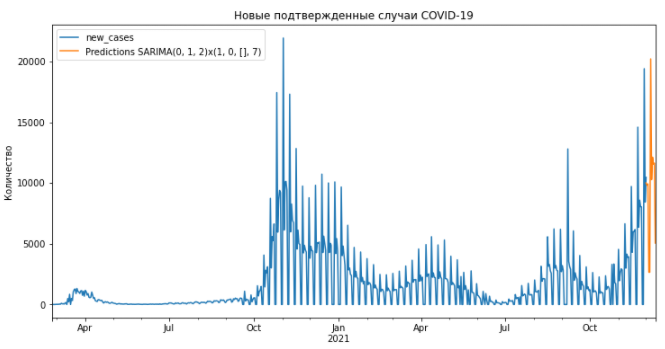 Новые подтвержденные случаи COVID-19
new_cases
Predictions SARIMA(0, 1, 2)x(1, 0, [], 7)
Количество
20000
15000
10000
5000
0
Apr
Jul
Oct
Jan
2021
Apr
Jul
Oct